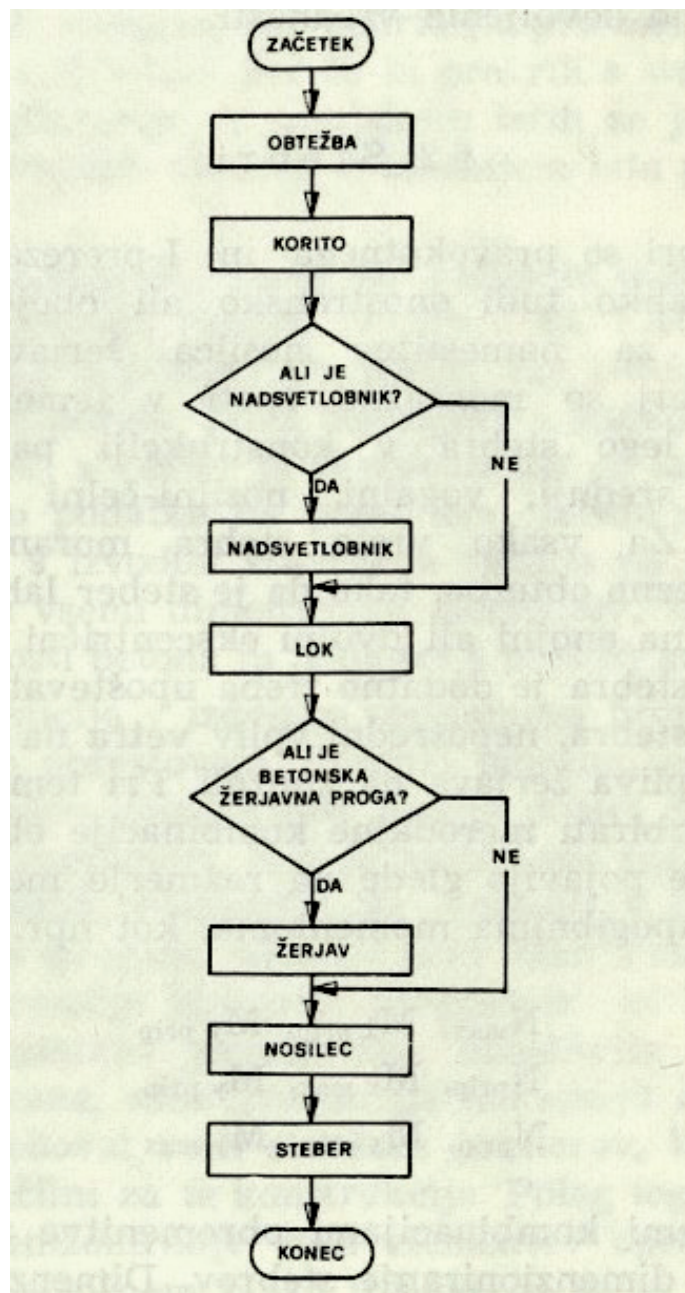 ZAČETEK
OBTEŽBA
KORITO
ALI JE
NADSVETLOBNIK?
NE
DA
NADSVETLOBNIK
LOK
ALI JE
BETONSKA
ŽERJAVNA PROGA?
NE
DA
ŽERJAV
NOSILEC
STEBER
KONEC